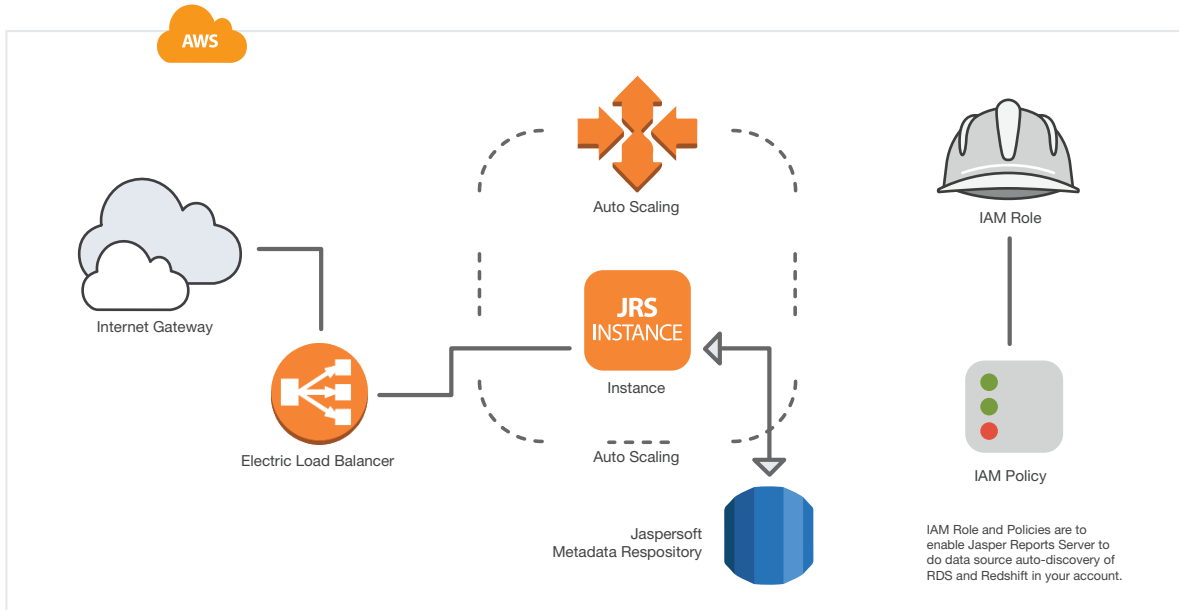 AWS
Auto Scaling
IAM Role
Internet Gateway
JRS
INSTANCE
Instance
Electric Load Balancer
Auto Scaling
IAM Policy
Jaspersoft
Metadata Respository
IAM Role and Policies are to
enable Jasper Reports Server to
do data source auto-discovery of
RDS and Redshift in your account.